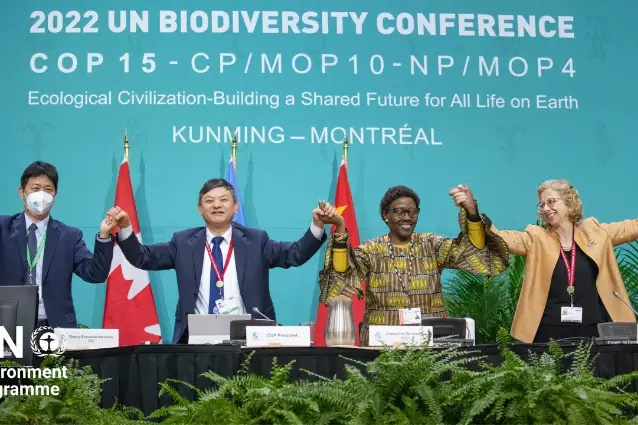 2022 UN BIODIVERSITY CONFERENCE
COP 15 - CP/MOP10-NP/MOP4
Ecological Civilization-Building a Shared Future for All Life on Earth
KUNMING – MONTRÉAL
COP President
N
vironment
gramme